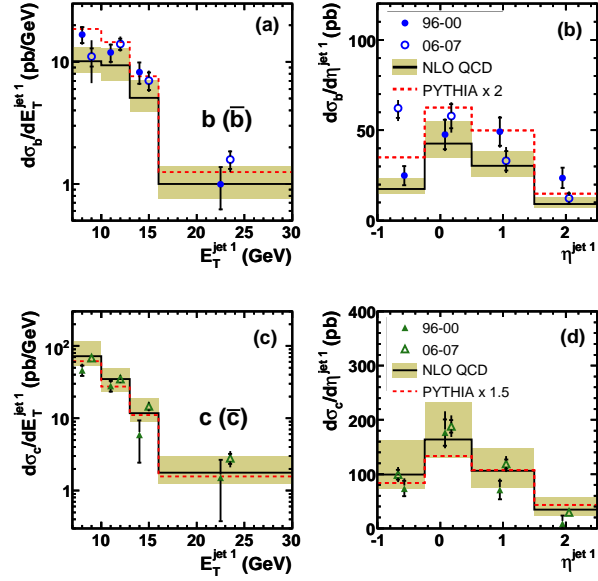 (a)
dσ_b/dE_T^jet 1 (pb/GeV)
10
1
b (b̅)
10 15 20 25 30
E_T^jet 1 (GeV)
(b)
dσ_b/dη^jet 1 (pb)
150
100
50
0
96-00
06-07
NLO QCD
PYTHIA x 2
-1 0 1 2
η^jet 1
(c)
dσ_c/dE_T^jet 1 (pb/GeV)
10²
10
1
c (c̅)
10 15 20 25 30
E_T^jet 1 (GeV)
(d)
dσ_c/dη^jet 1 (pb)
400
300
200
100
0
96-00
06-07
NLO QCD
PYTHIA x 1.5
-1 0 1 2
η^jet 1